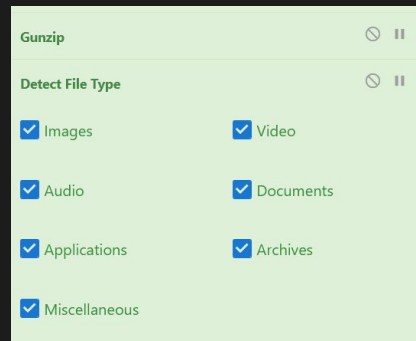 Gunzip
Detect File Type
Images Video
Audio Documents
Applications Archives
Miscellaneous